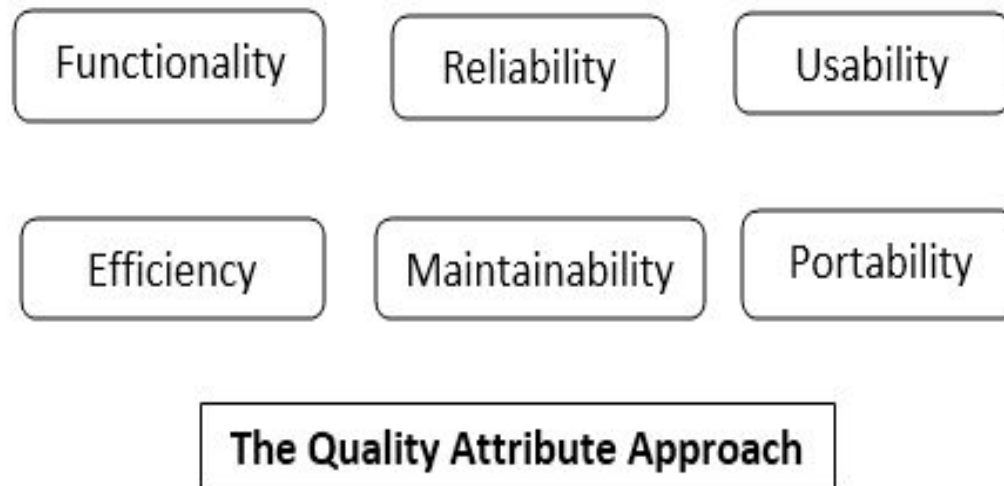 Functionality
Reliability
Usability
Efficiency
Maintainability
Portability
The Quality Attribute Approach